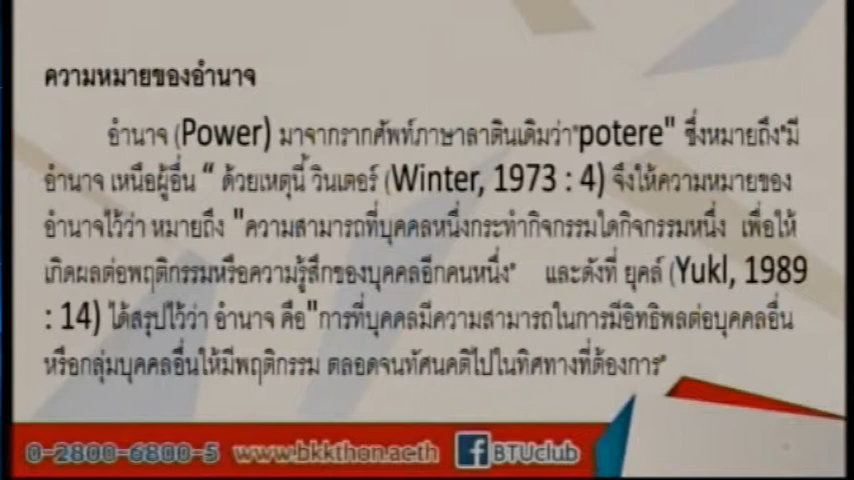 ความหมายของอำนาจ
อำนาจ (Power) มาจากรากศัพท์ภาษาลาตินเดิมว่า"potere" ซึ่งหมายถึง"มี
อำนาจ เหนือผู้อื่น “ ด้วยเหตุนี้ วินเตอร์ (Winter, 1973 : 4) จึงให้ความหมายของ
อำนาจไว้ว่า หมายถึง "ความสามารถที่บุคคลหนึ่งกระทำกิจกรรมใดกิจกรรมหนึ่ง เพื่อให้
เกิดผลต่อพฤติกรรมหรือความรู้สึกของบุคคลอีกคนหนึ่ง" และดังที่ ยุคล์ (Yukl, 1989
: 14) ได้สรุปไว้ว่า อำนาจ คือ"การที่บุคคลมีความสามารถในการมีอิทธิพลต่อบุคคลอื่น
หรือกลุ่มบุคคลอื่นให้มีพฤติกรรม ตลอดจนทัศนคติไปในทิศทางที่ต้องการ"
0-2800-6800-5 www.bkkthon.ac.th f BTUclub